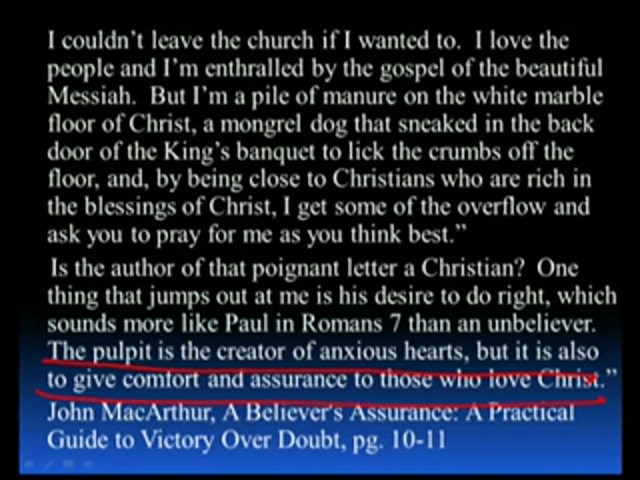 I couldn't leave the church if I wanted to.  I love the
people and I'm enthralled by the gospel of the beautiful
Messiah.  But I'm a pile of manure on the white marble
floor of Christ, a mongrel dog that sneaked in the back
door of the King's banquet to lick the crumbs off the
floor, and, by being close to Christians who are rich in
the blessings of Christ, I get some of the overflow and
ask you to pray for me as you think best."
Is the author of that poignant letter a Christian?  One
thing that jumps out at me is his desire to do right, which
sounds more like Paul in Romans 7 than an unbeliever.
The pulpit is the creator of anxious hearts, but it is also
to give comfort and assurance to those who love Christ."
John MacArthur, A Believer's Assurance: A Practical
Guide to Victory Over Doubt, pg. 10-11